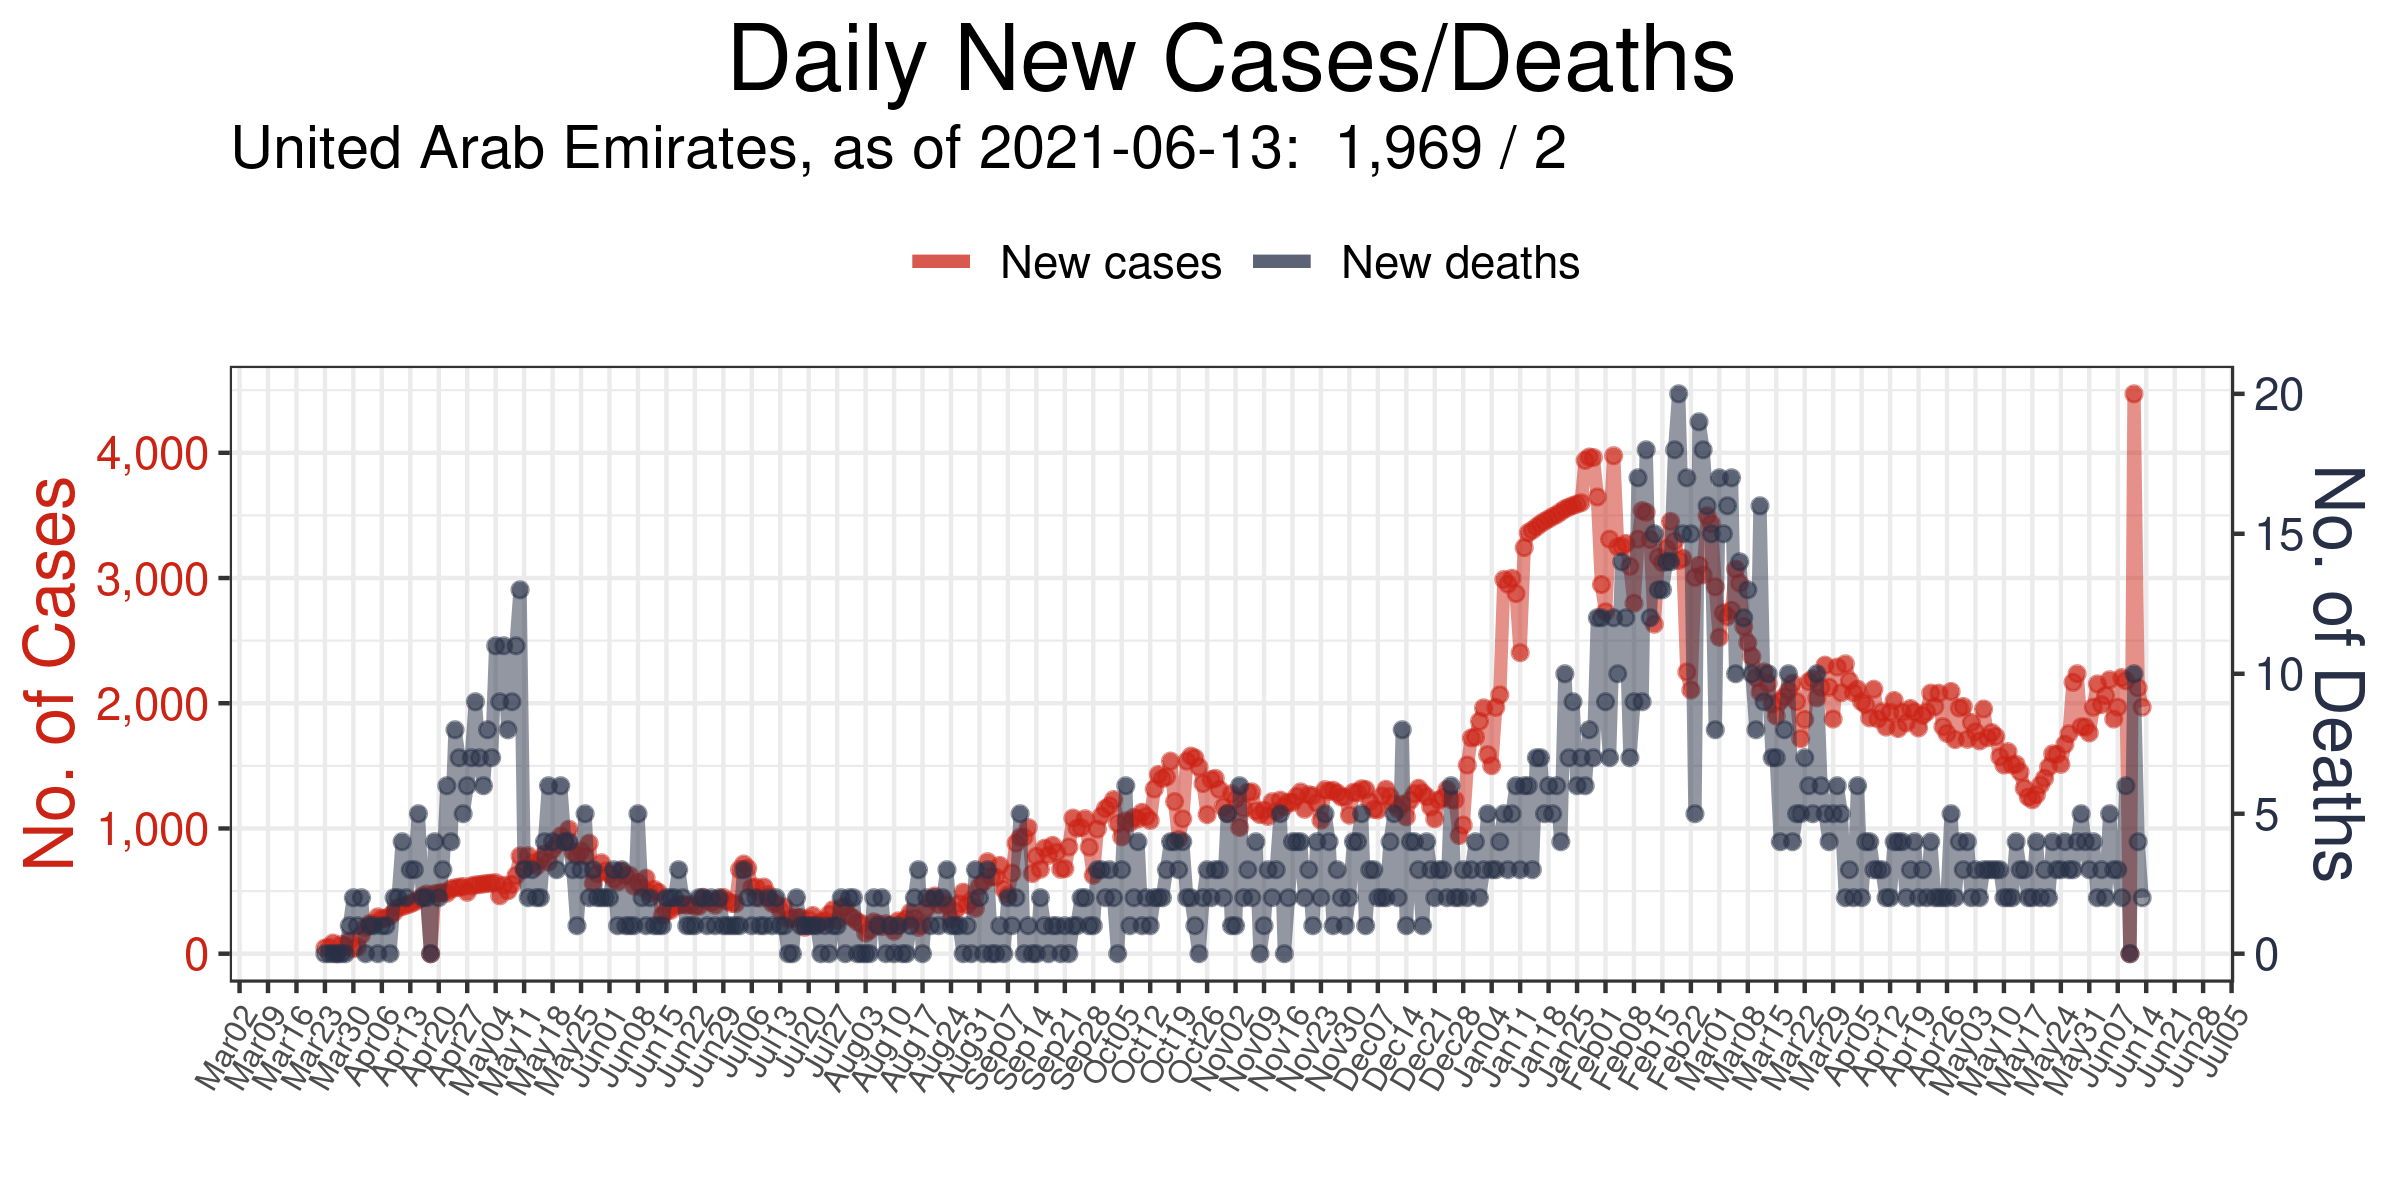 Daily New Cases/Deaths
United Arab Emirates, as of 2021-06-13:  1,969 / 2
New cases
New deaths
No. of Cases
4,000
3,000
2,000
1,000
0
20
15
10
5
0
No. of Deaths
Mar02
Mar09
Mar16
Mar23
Mar30
Apr06
Apr13
Apr20
Apr27
May04
May11
May18
May25
Jun01
Jun08
Jun15
Jun22
Jun29
Jul06
Jul13
Jul20
Jul27
Aug03
Aug10
Aug17
Aug24
Aug31
Sep07
Sep14
Sep21
Sep28
Oct05
Oct12
Oct19
Oct26
Nov02
Nov09
Nov16
Nov23
Nov30
Dec07
Dec14
Dec21
Dec28
Jan04
Jan11
Jan18
Jan25
Feb01
Feb08
Feb15
Feb22
Mar01
Mar08
Mar15
Mar22
Mar29
Apr05
Apr12
Apr19
Apr26
May03
May10
May17
May24
May31
Jun07
Jun14
Jun21
Jun28
Jul05